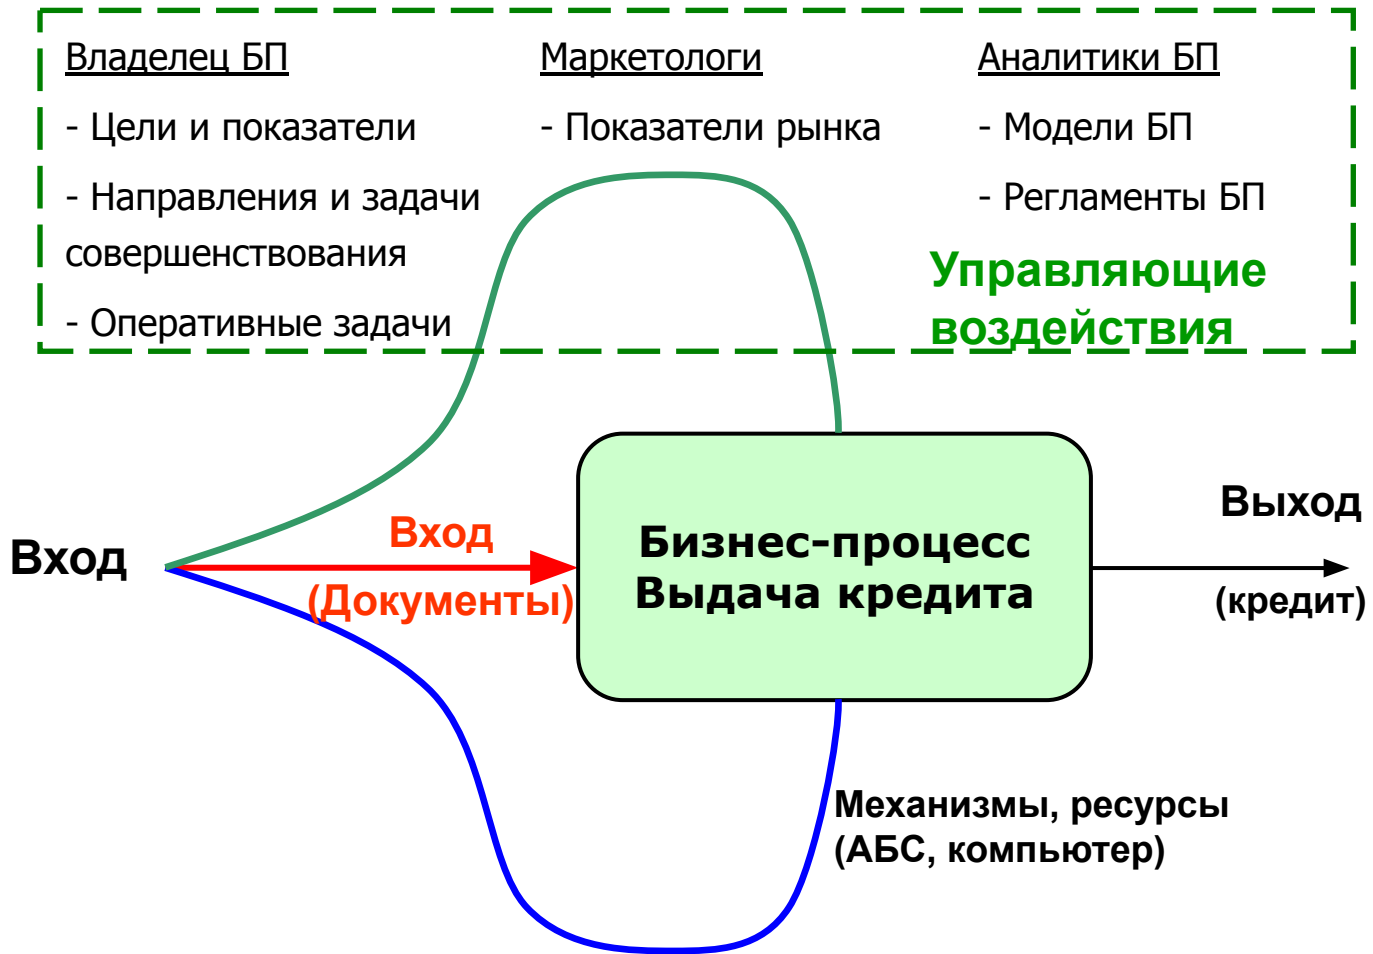 Владелец БП
- Цели и показатели
- Направления и задачи
совершенствования
- Оперативные задачи
Маркетологи
- Показатели рынка
Аналитики БП
- Модели БП
- Регламенты БП
Управляющие
воздействия
Вход
Вход
(Документы)
Бизнес-процесс
Выдача кредита
Выход
(кредит)
Механизмы, ресурсы
(АБС, компьютер)